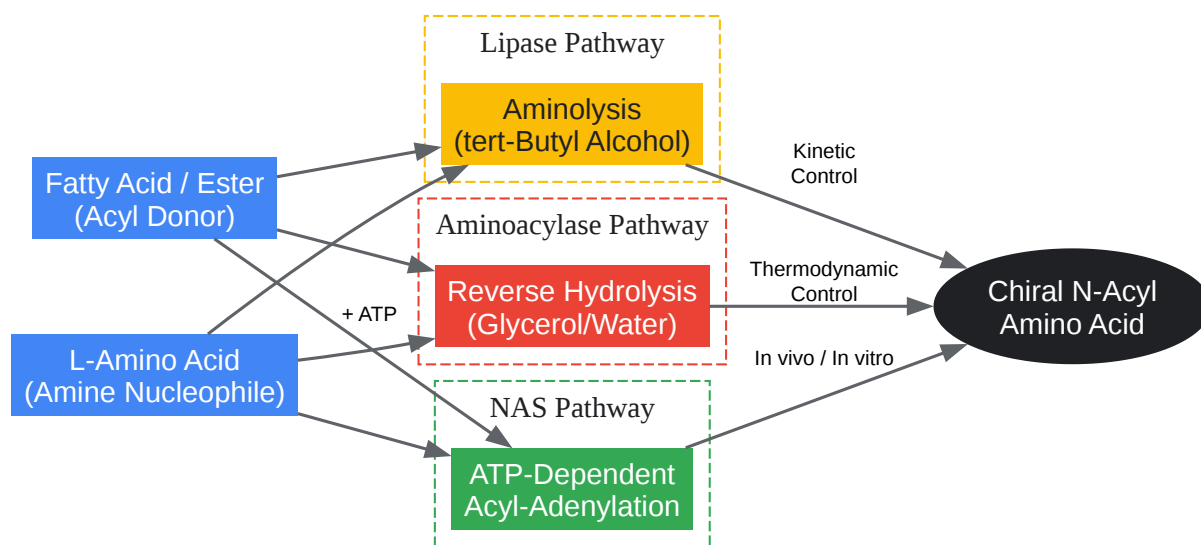 Lipase Pathway
Aminolysis
(tert-Butyl Alcohol)
Kinetic
Control
Fatty Acid / Ester
(Acyl Donor)
Aminoacylase Pathway
Reverse Hydrolysis
(Glycerol/Water)
Thermodynamic
Control
Chiral N-Acyl
Amino Acid
+ ATP
L-Amino Acid
(Amine Nucleophile)
In vivo / In vitro
NAS Pathway
ATP-Dependent
Acyl-Adenylation